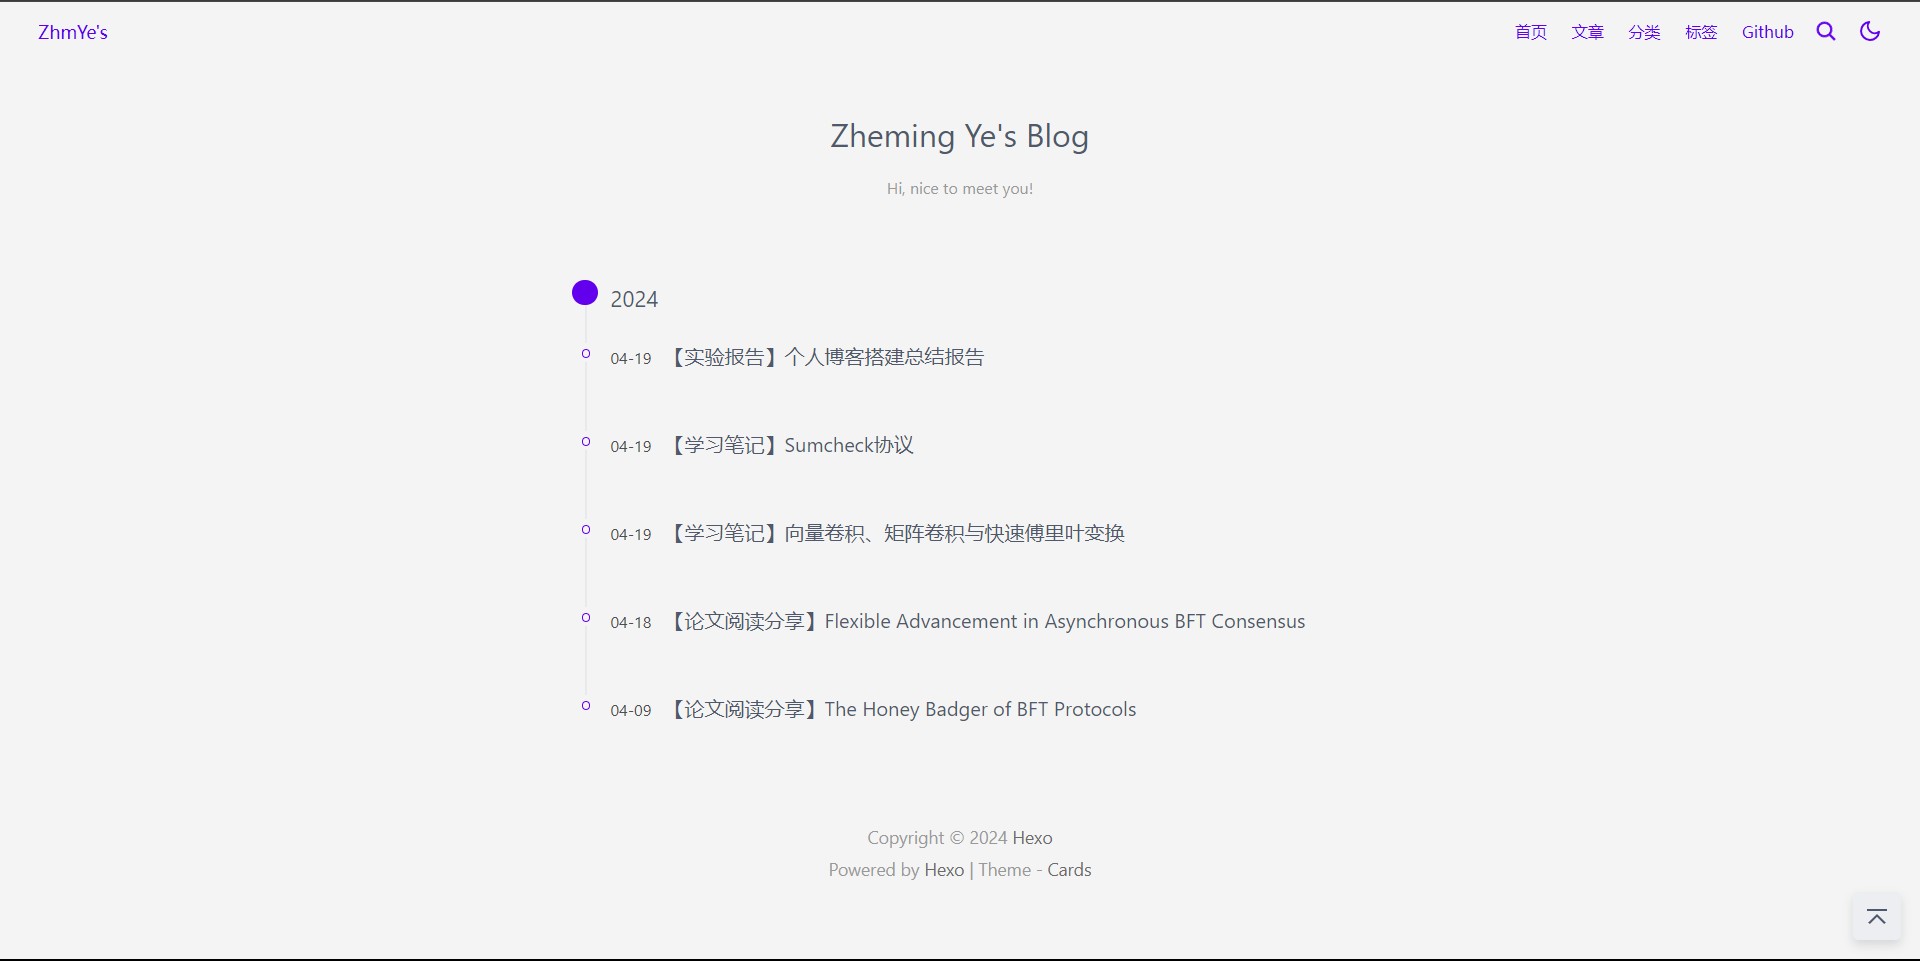 ZhmYe's 首页 文章 分类 标签 Github
Zheming Ye's Blog
Hi, nice to meet you!
2024
04-19 【实验报告】个人博客搭建总结报告
04-19 【学习笔记】Sumcheck协议
04-19 【学习笔记】向量卷积、矩阵卷积与快速傅里叶变换
04-18 【论文阅读分享】Flexible Advancement in Asynchronous BFT Consensus
04-09 【论文阅读分享】The Honey Badger of BFT Protocols
Copyright © 2024 Hexo
Powered by Hexo | Theme - Cards